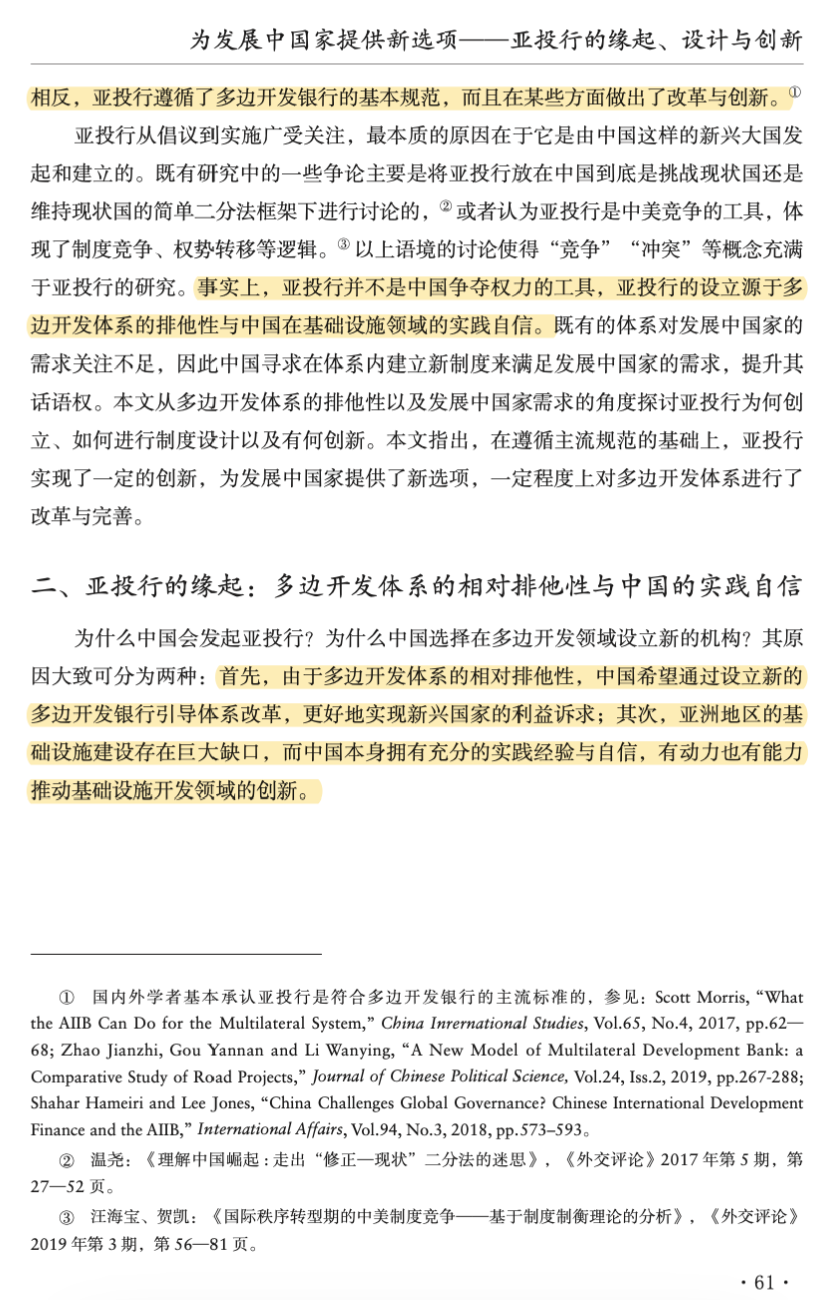 为发展中国家提供新选项——亚投行的缘起、设计与创新
相反，亚投行遵循了多边开发银行的基本规范，而且在某些方面做出了改革与创新。①
亚投行从倡议到实施广受关注，最本质的原因在于它是由中国这样的新兴大国发
起和建立的。既有研究中的一些争论主要是将亚投行放在中国到底是挑战现状国还是
维持现状国的简单二分法框架下进行讨论的，②或者认为亚投行是中美竞争的工具，体
现了制度竞争、权势转移等逻辑。③以上语境的讨论使得“竞争”“冲突”等概念充满
于亚投行的研究。事实上，亚投行并不是中国争夺权力的工具，亚投行的设立源于多
边开发体系的排他性与中国在基础设施领域的实践自信。既有的体系对发展中国家的
需求关注不足，因此中国寻求在体系内建立新制度来满足发展中国家的需求，提升其
话语权。本文从多边开发体系的排他性以及发展中国家需求的角度探讨亚投行为何创
立、如何进行制度设计以及有何创新。本文指出，在遵循主流规范的基础上，亚投行
实现了一定的创新，为发展中国家提供了新选项，一定程度上对多边开发体系进行了
改革与完善。
二、亚投行的缘起：多边开发体系的相对排他性与中国的实践自信
为什么中国会发起亚投行？为什么中国选择在多边开发领域设立新的机构？其原
因大致可分为两种：首先，由于多边开发体系的相对排他性，中国希望通过设立新的
多边开发银行引导体系改革，更好地实现新兴国家的利益诉求；其次，亚洲地区的基
础设施建设存在巨大缺口，而中国本身拥有充分的实践经验与自信，有动力也有能力
推动基础设施开发领域的创新。
① 国内外学者基本承认亚投行是符合多边开发银行的主流标准的，参见：Scott Morris, “What
the AIIB Can Do for the Multilateral System,” China Inrernational Studies, Vol.65, No.4, 2017, pp.62—
68; Zhao Jianzhi, Gou Yannan and Li Wanying, “A New Model of Multilateral Development Bank: a
Comparative Study of Road Projects,” Journal of Chinese Political Science, Vol.24, Iss.2, 2019, pp.267-288;
Shahar Hameiri and Lee Jones, “China Challenges Global Governance? Chinese International Development
Finance and the AIIB,” International Affairs, Vol.94, No.3, 2018, pp.573–593。
② 温尧：《理解中国崛起：走出“修正—现状”二分法的迷思》，《外交评论》2017 年第 5 期，第
27—52 页。
③ 汪海宝、贺凯：《国际秩序转型期的中美制度竞争——基于制度制衡理论的分析》，《外交评论》
2019 年第 3 期，第 56—81 页。
· 61 ·